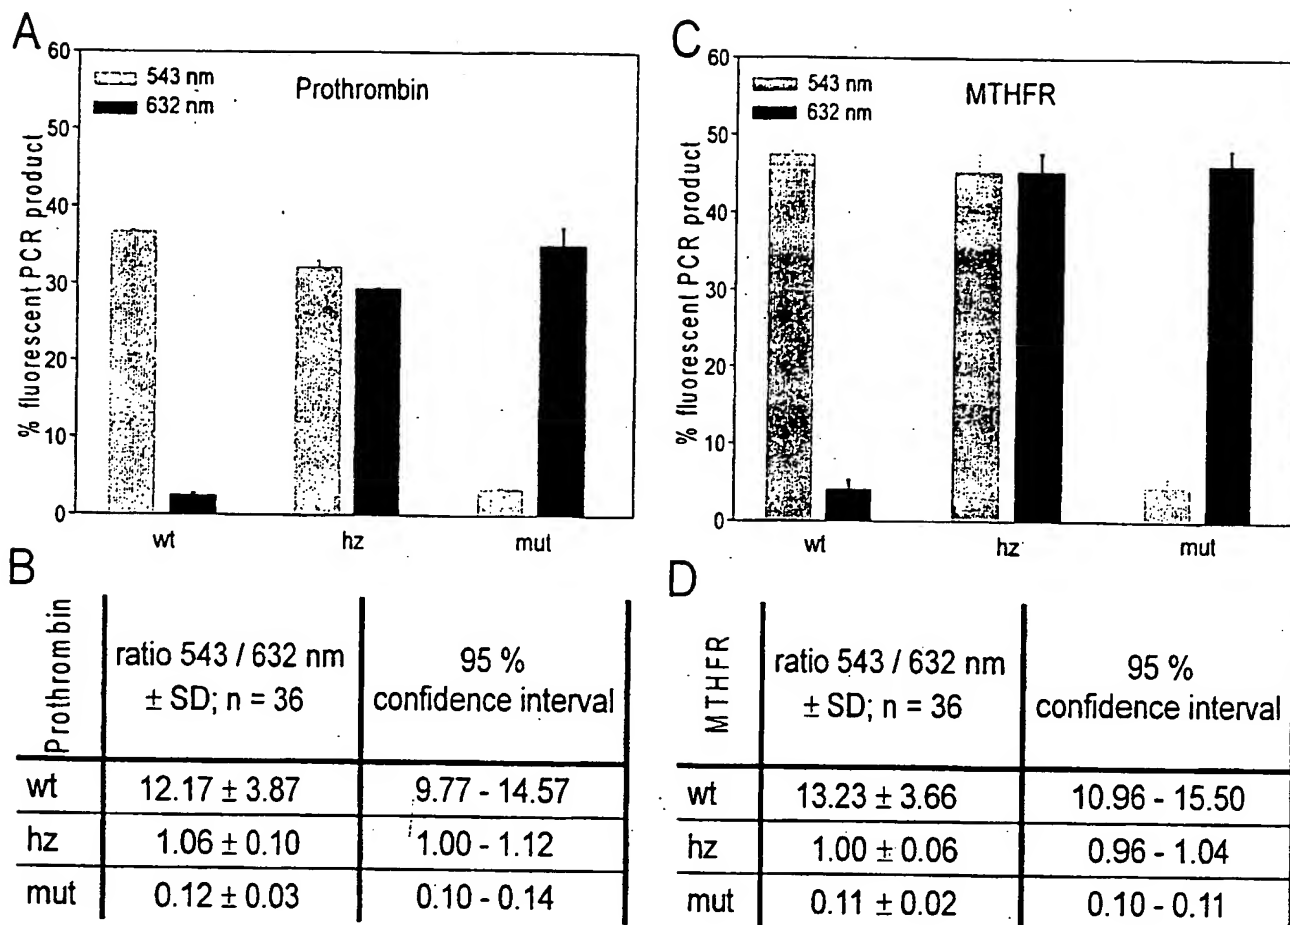 A
60
50
40
30
20
10
0
% fluorescent PCR product
543 nm
632 nm
Prothrombin
wt hz mut
B
Prothrombin
ratio 543 / 632 nm
± SD; n = 36
95 %
confidence interval
wt 12.17 ± 3.87 9.77 - 14.57
hz 1.06 ± 0.10 1.00 - 1.12
mut 0.12 ± 0.03 0.10 - 0.14
C
60
50
40
30
20
10
0
% fluorescent PCR product
543 nm
632 nm
MTHFR
wt hz mut
D
MTHFR
ratio 543 / 632 nm
± SD; n = 36
95 %
confidence interval
wt 13.23 ± 3.66 10.96 - 15.50
hz 1.00 ± 0.06 0.96 - 1.04
mut 0.11 ± 0.02 0.10 - 0.11